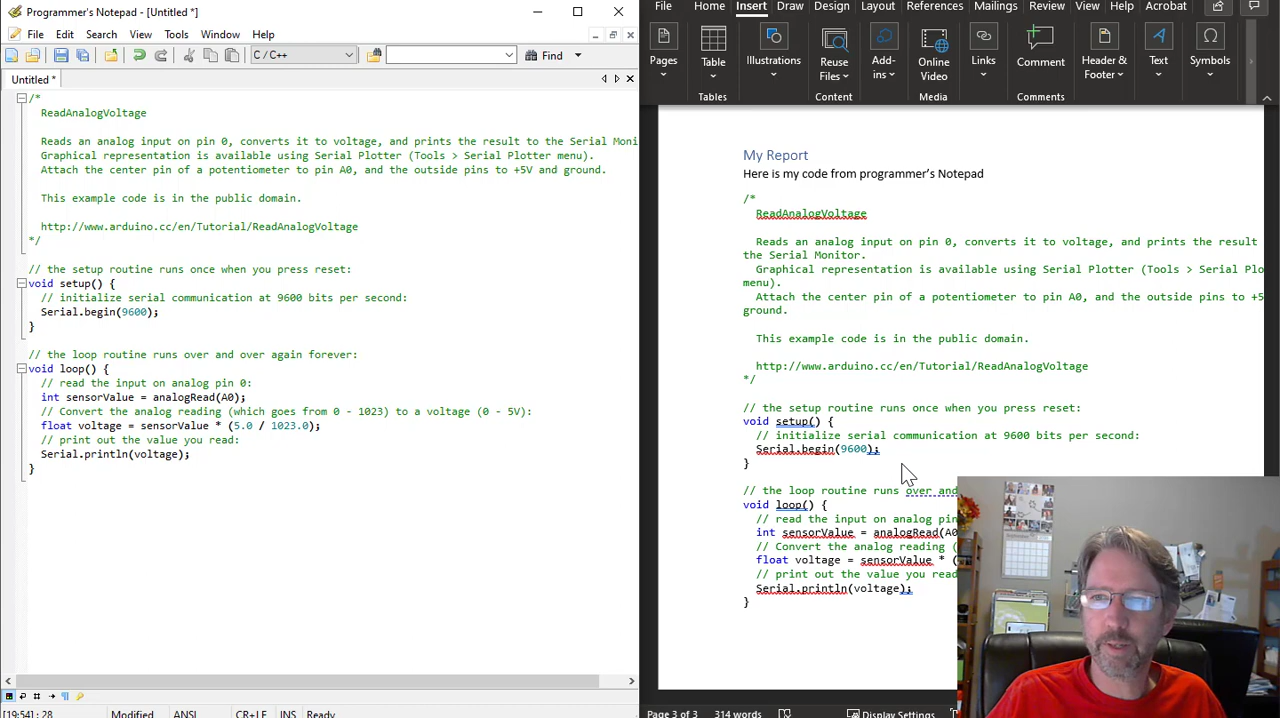 Programmer's Notepad - [Untitled *]
File Edit Search View Tools Window Help
C / C++
Find
Untitled *
/*
ReadAnalogVoltage
Reads an analog input on pin 0, converts it to voltage, and prints the result to the Serial Moni
Graphical representation is available using Serial Plotter (Tools > Serial Plotter menu).
Attach the center pin of a potentiometer to pin A0, and the outside pins to +5V and ground.
This example code is in the public domain.
http://www.arduino.cc/en/Tutorial/ReadAnalogVoltage
*/
// the setup routine runs once when you press reset:
void setup() {
// initialize serial communication at 9600 bits per second:
Serial.begin(9600);
}
// the loop routine runs over and over again forever:
void loop() {
// read the input on analog pin 0:
int sensorValue = analogRead(A0);
// Convert the analog reading (which goes from 0 - 1023) to a voltage (0 - 5V):
float voltage = sensorValue * (5.0 / 1023.0);
// print out the value you read:
Serial.println(voltage);
}
[19:54] : 28 Modified ANSI CR+LF INS Ready
File Home Insert Draw Design Layout References Mailings Review View Help Acrobat
Pages
Table
Illustrations
Reuse Files
Add-ins
Online Video
Links
Comment
Header & Footer
Text
Symbols
Tables Content Media Comments
My Report
Here is my code from programmer's Notepad
/*
ReadAnalogVoltage
Reads an analog input on pin 0, converts it to voltage, and prints the result
the Serial Monitor.
Graphical representation is available using Serial Plotter (Tools > Serial Plo
menu).
Attach the center pin of a potentiometer to pin A0, and the outside pins to +5
ground.
This example code is in the public domain.
http://www.arduino.cc/en/Tutorial/ReadAnalogVoltage
*/
// the setup routine runs once when you press reset:
void setup() {
// initialize serial communication at 9600 bits per second:
Serial.begin(9600);
}
// the loop routine runs over and
void loop() {
// read the input on analog pin
int sensorValue = analogRead(A0
// Convert the analog reading (
float voltage = sensorValue * (
// print out the value you read
Serial.println(voltage);
}
Page 3 of 3 314 words Display Settings